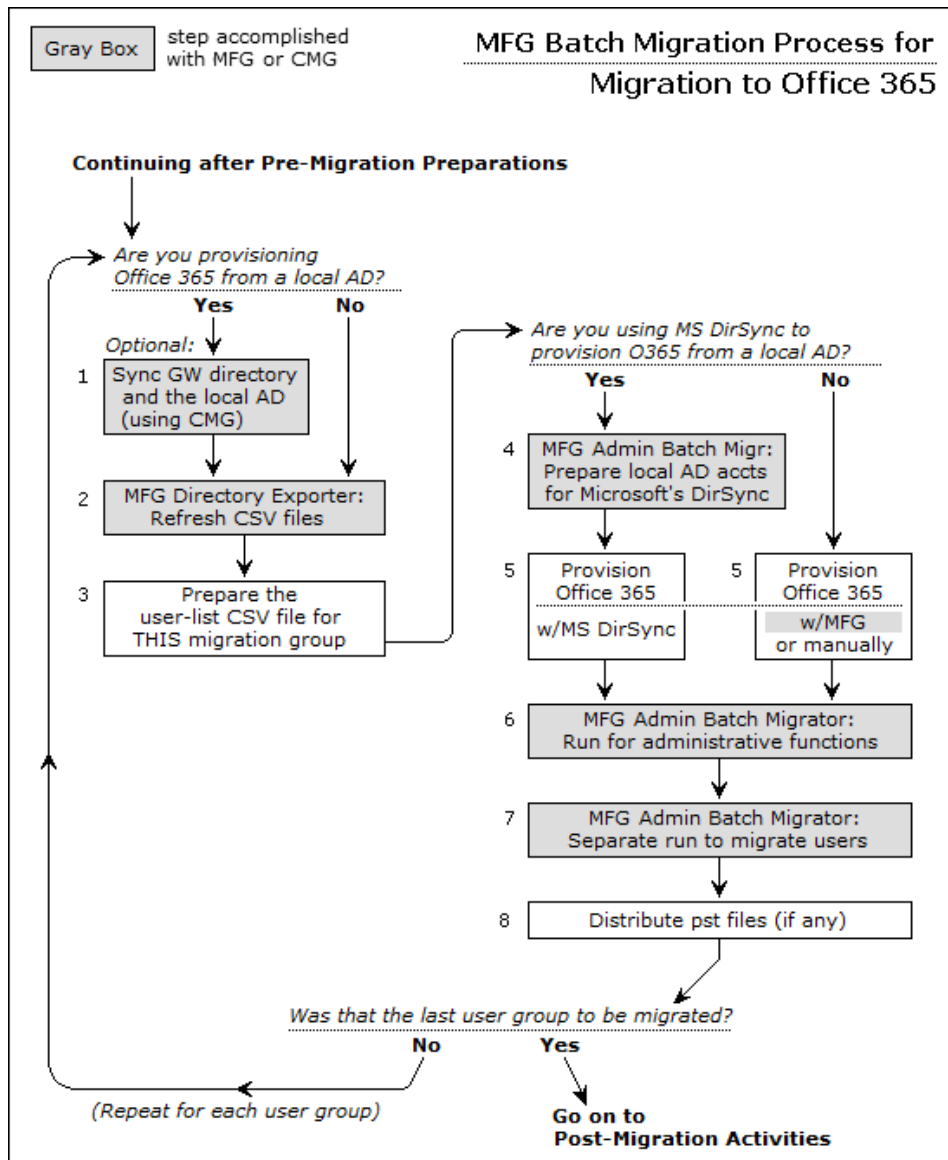 Gray Box
step accomplished
with MFG or CMG
MFG Batch Migration Process for
Migration to Office 365
Continuing after Pre-Migration Preparations
Are you provisioning
Office 365 from a local AD?
Yes
No
Optional:
1
Sync GW directory
and the local AD
(using CMG)
2
MFG Directory Exporter:
Refresh CSV files
3
Prepare the
user-list CSV file for
THIS migration group
Are you using MS DirSync to
provision O365 from a local AD?
Yes
No
4
MFG Admin Batch Migr:
Prepare local AD accts
for Microsoft's DirSync
5
Provision
Office 365
w/MS DirSync
5
Provision
Office 365
w/MFG
or manually
6
MFG Admin Batch Migrator:
Run for administrative functions
7
MFG Admin Batch Migrator:
Separate run to migrate users
8
Distribute pst files (if any)
Was that the last user group to be migrated?
No
Yes
(Repeat for each user group)
Go on to
Post-Migration Activities